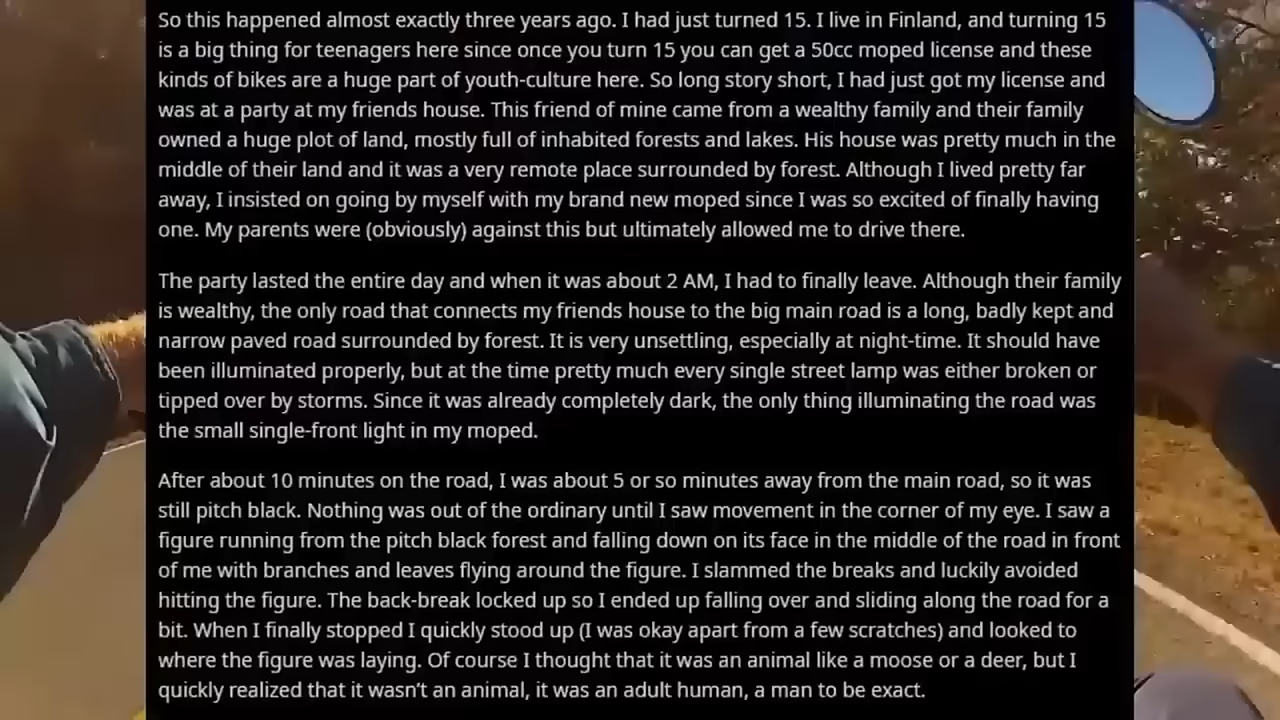 So this happened almost exactly three years ago. I had just turned 15. I live in Finland, and turning 15
is a big thing for teenagers here since once you turn 15 you can get a 50cc moped license and these
kinds of bikes are a huge part of youth-culture here. So long story short, I had just got my license and
was at a party at my friends house. This friend of mine came from a wealthy family and their family
owned a huge plot of land, mostly full of inhabited forests and lakes. His house was pretty much in the
middle of their land and it was a very remote place surrounded by forest. Although I lived pretty far
away, I insisted on going by myself with my brand new moped since I was so excited of finally having
one. My parents were (obviously) against this but ultimately allowed me to drive there.
The party lasted the entire day and when it was about 2 AM, I had to finally leave. Although their family
is wealthy, the only road that connects my friends house to the big main road is a long, badly kept and
narrow paved road surrounded by forest. It is very unsettling, especially at night-time. It should have
been illuminated properly, but at the time pretty much every single street lamp was either broken or
tipped over by storms. Since it was already completely dark, the only thing illuminating the road was
the small single-front light in my moped.
After about 10 minutes on the road, I was about 5 or so minutes away from the main road, so it was
still pitch black. Nothing was out of the ordinary until I saw movement in the corner of my eye. I saw a
figure running from the pitch black forest and falling down on its face in the middle of the road in front
of me with branches and leaves flying around the figure. I slammed the breaks and luckily avoided
hitting the figure. The back-break locked up so I ended up falling over and sliding along the road for a
bit. When I finally stopped I quickly stood up (I was okay apart from a few scratches) and looked to
where the figure was laying. Of course I thought that it was an animal like a moose or a deer, but I
quickly realized that it wasn't an animal, it was an adult human, a man to be exact.